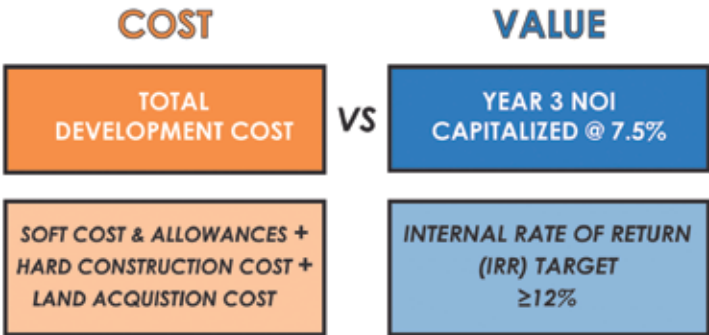 COST
VALUE
TOTAL
DEVELOPMENT COST
VS
YEAR 3 NOI
CAPITALIZED @ 7.5%
SOFT COST & ALLOWANCES +
HARD CONSTRUCTION COST +
LAND ACQUISTION COST
INTERNAL RATE OF RETURN
(IRR) TARGET
≥12%